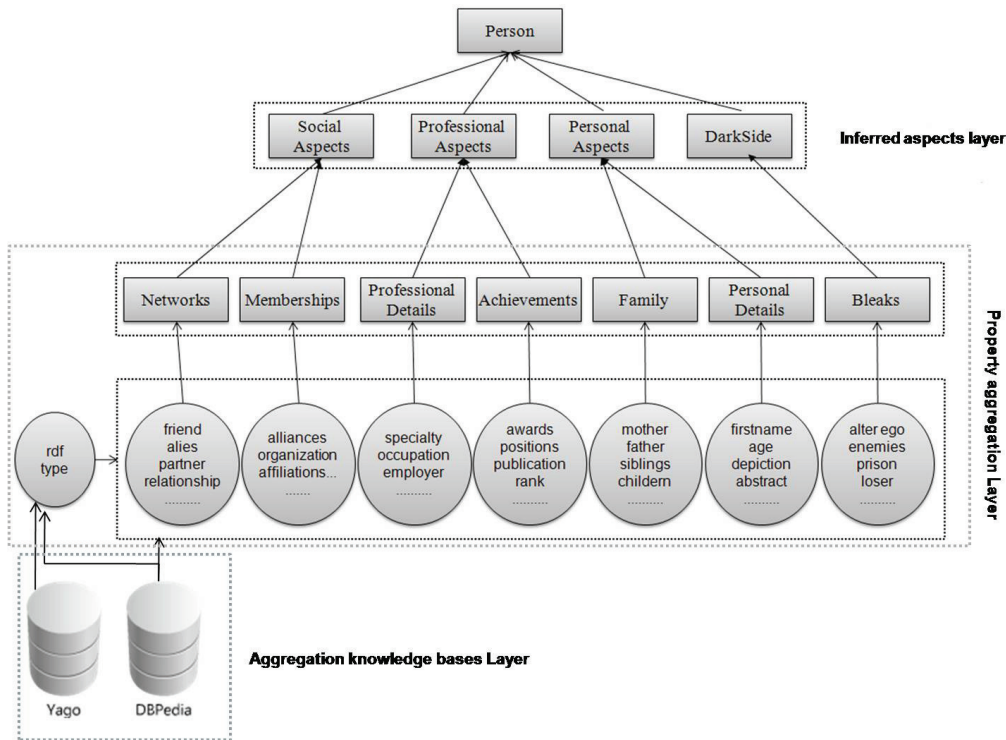 Person
Social
Aspects
Professional
Aspects
Personal
Aspects
DarkSide
Inferred aspects layer
Networks
Memberships
Professional
Details
Achievements
Family
Personal
Details
Bleaks
Property aggregation Layer
rdf
type
friend
alies
partner
relationship
..........
alliances
organization
affiliations...
.......
specialty
occupation
employer
..........
awards
positions
publication
rank
..........
mother
father
siblings
childern
..........
firstname
age
depiction
abstract
..........
alter ego
enemies
prison
loser
..........
Yago
DBPedia
Aggregation knowledge bases Layer